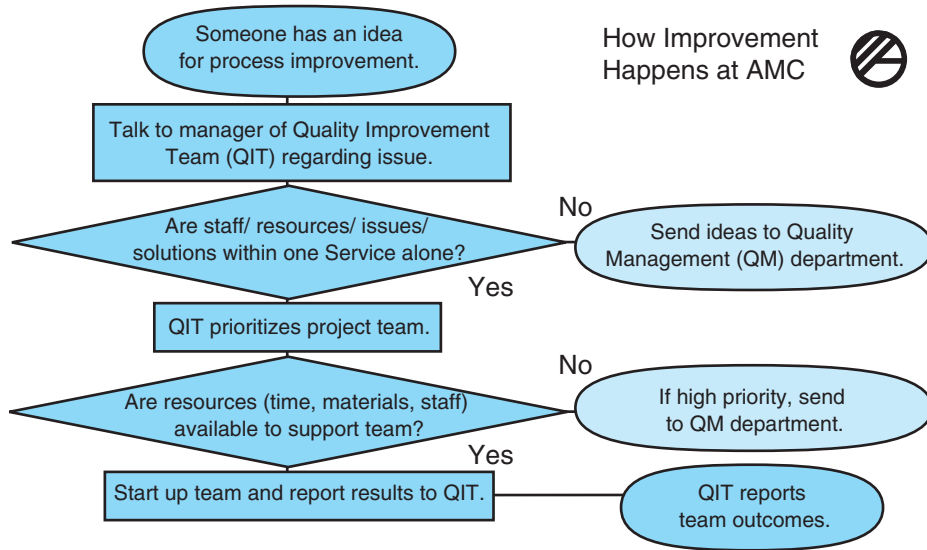 How Improvement
Happens at AMC
Someone has an idea
for process improvement.
Talk to manager of Quality Improvement
Team (QIT) regarding issue.
Are staff/ resources/ issues/
solutions within one Service alone?
No
Send ideas to Quality
Management (QM) department.
Yes
QIT prioritizes project team.
Are resources (time, materials, staff)
available to support team?
No
If high priority, send
to QM department.
Yes
Start up team and report results to QIT.
QIT reports
team outcomes.